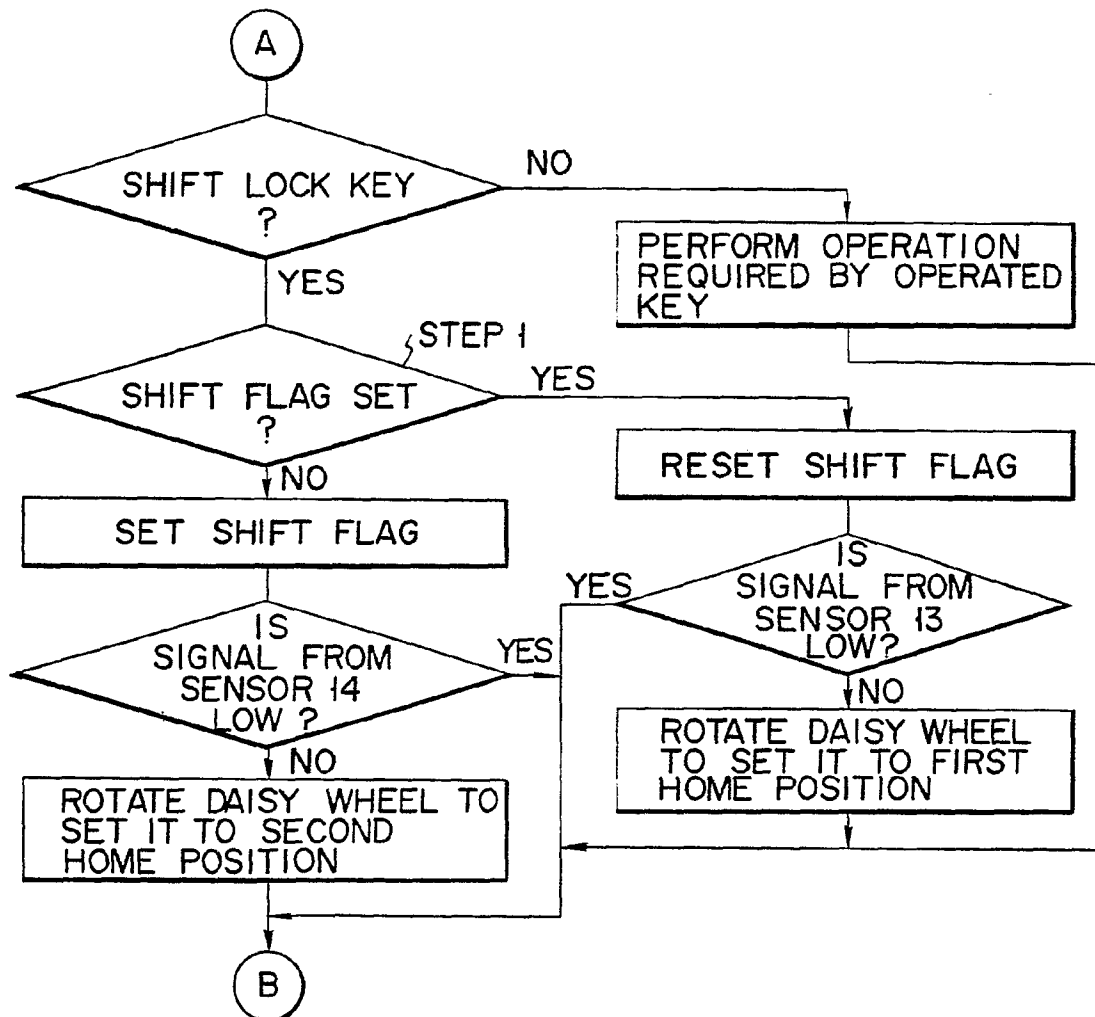 A
SHIFT LOCK KEY
?
NO
YES
PERFORM OPERATION
REQUIRED BY OPERATED
KEY
STEP 1
SHIFT FLAG SET
?
YES
NO
RESET SHIFT FLAG
SET SHIFT FLAG
IS
SIGNAL FROM
SENSOR 13
LOW?
YES
NO
IS
SIGNAL FROM
SENSOR 14
LOW ?
YES
NO
ROTATE DAISY WHEEL
TO SET IT TO FIRST
HOME POSITION
ROTATE DAISY WHEEL TO
SET IT TO SECOND
HOME POSITION
B